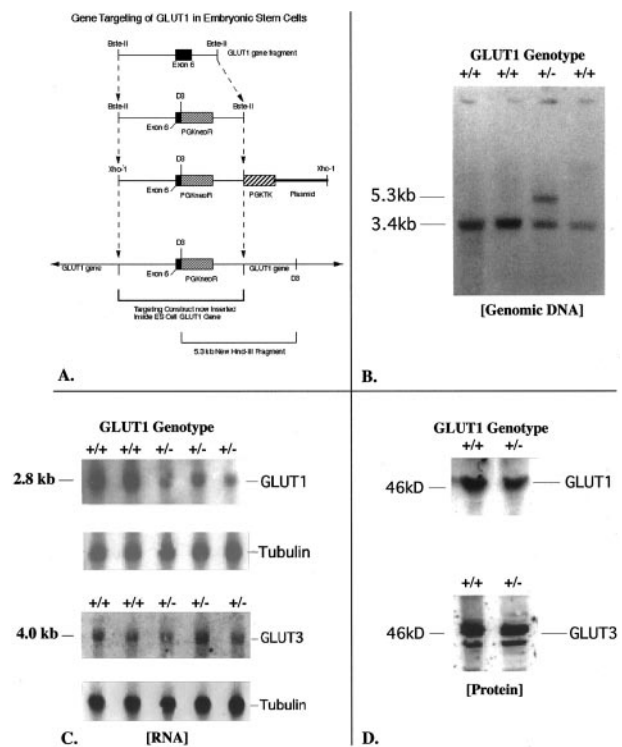 Gene Targeting of GLUT1 in Embryonic Stem Cells
Bste-II
Bste-II
GLUT1 gene fragment
Exon 6
D3
Bste-II
Bste-II
Exon 6
PGKneoR
D3
Xho-1
Xho-1
Exon 6
PGKneoR
PGKTK
Plasmid
D3
GLUT1 gene
Exon 6
PGKneoR
GLUT1 gene
D3
Targeting Construct now Inserted
Inside ES Cell GLUT1 Gene
5.3 kb New Hind-III Fragment
A.
GLUT1 Genotype
+/+ +/+ +/- +/+
5.3kb
3.4kb
[Genomic DNA]
B.
GLUT1 Genotype
+/+ +/+ +/- +/- +/-
2.8 kb
GLUT1
Tubulin
+/+ +/+ +/- +/- +/-
4.0 kb
GLUT3
Tubulin
C.
[RNA]
GLUT1 Genotype
+/+ +/-
46kD
GLUT1
+/+ +/-
46kD
GLUT3
[Protein]
D.